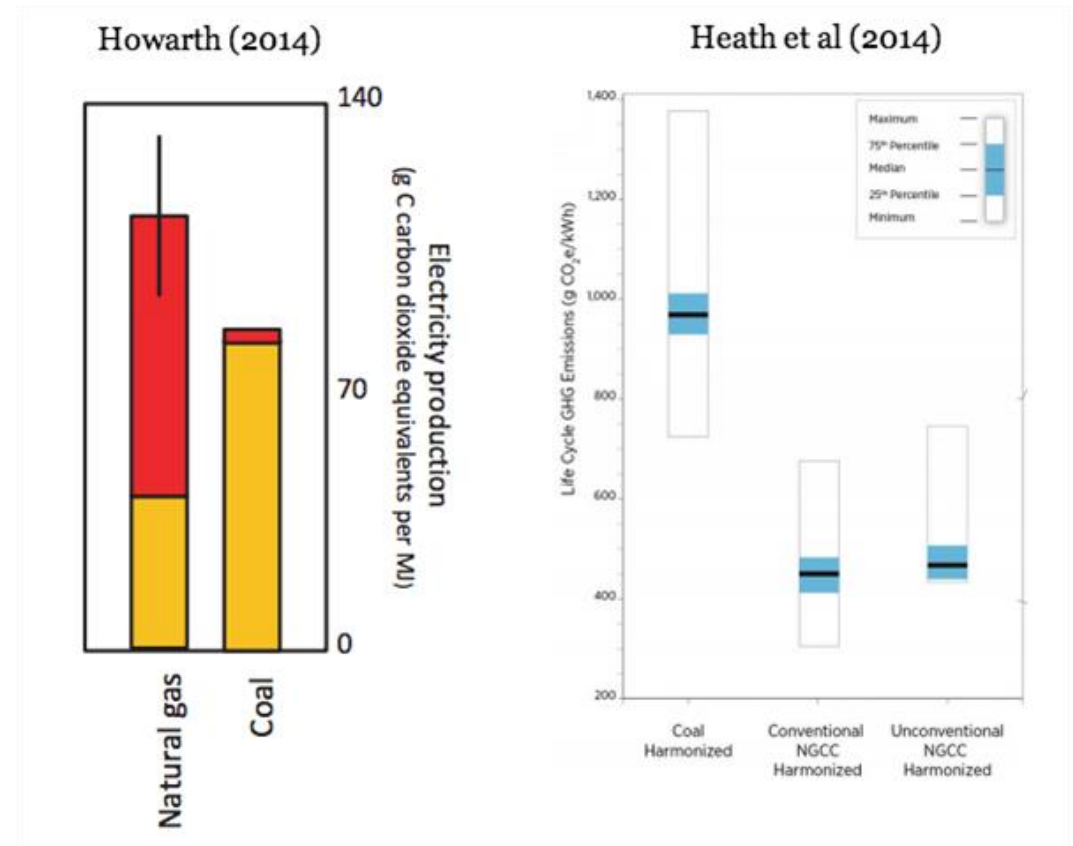 Howarth (2014)
140
70
0
Electricity production
(g C carbon dioxide equivalents per MJ)
Natural gas
Coal
Heath et al (2014)
Life Cycle GHG Emissions (g CO₂e/kWh)
1,400
1,200
1,000
800
600
400
200
Maximum
75th Percentile
Median
25th Percentile
Minimum
Coal
Harmonized
Conventional
NGCC
Harmonized
Unconventional
NGCC
Harmonized